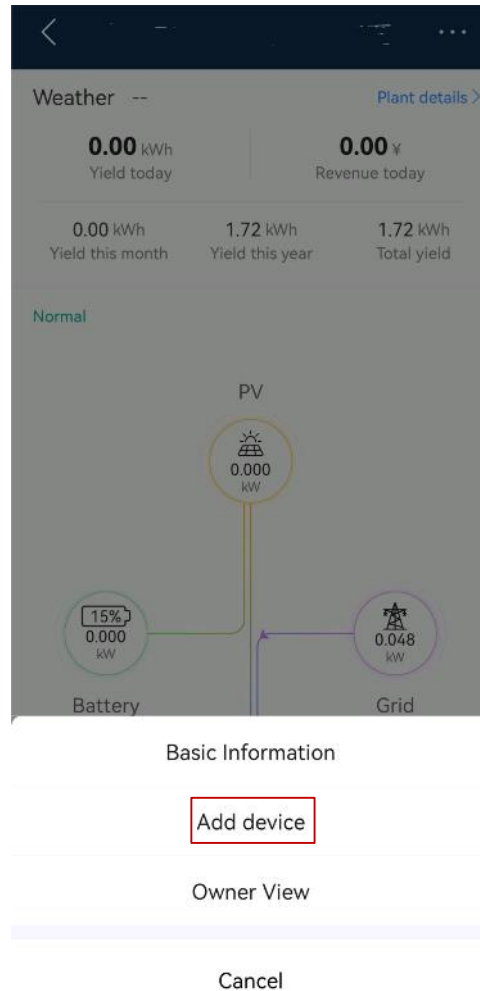 Weather -- Plant details >
0.00 kWh 0.00 ¥
Yield today Revenue today
0.00 kWh 1.72 kWh 1.72 kWh
Yield this month Yield this year Total yield
Normal
PV
0.000
kW
15%
0.000
kW
0.048
kW
Battery Grid
Basic Information
Add device
Owner View
Cancel